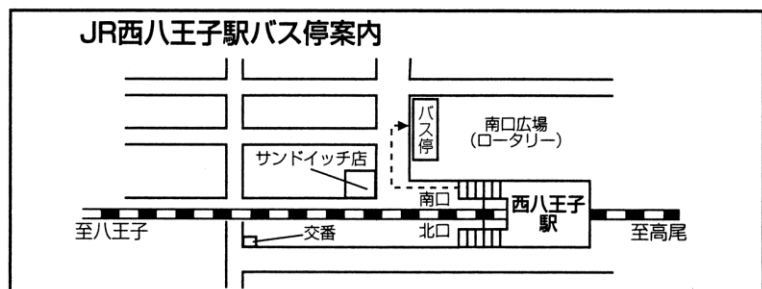 JR西八王子駅バス停案内
バス停
南口広場
(ロータリー)
サンドイッチ店
南口
西八王子
駅
至八王子
交番
北口
至高尾